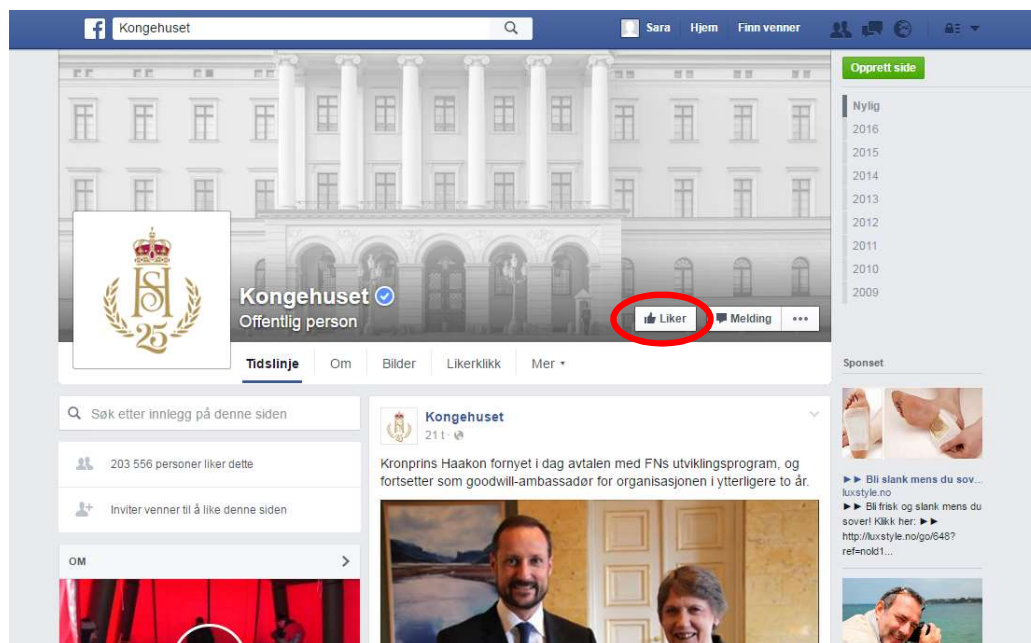 Kongehuset
Sara Hjem Finn venner
Opprett side
Nylig
2016
2015
2014
2013
2012
2011
2010
2009
25
Kongehuset
Offentlig person
Liker
Melding
Tidslinje Om Bilder Likerklikk Mer
Søk etter innlegg på denne siden
203 556 personer liker dette
Inviter venner til å like denne siden
OM
Kongehuset
21 t
Kronprins Haakon fornyet i dag avtalen med FNs utviklingsprogram, og
fortsetter som goodwill-ambassadør for organisasjonen i ytterligere to år.
Sponset
►► Bli slank mens du sov...
luxstyle.no
►► Bli frisk og slank mens du
sover! Klikk her: ►►
http://luxstyle.no/go/648?
ref=nold1...